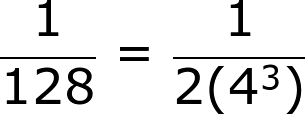 1/128 = 1/2(4³)